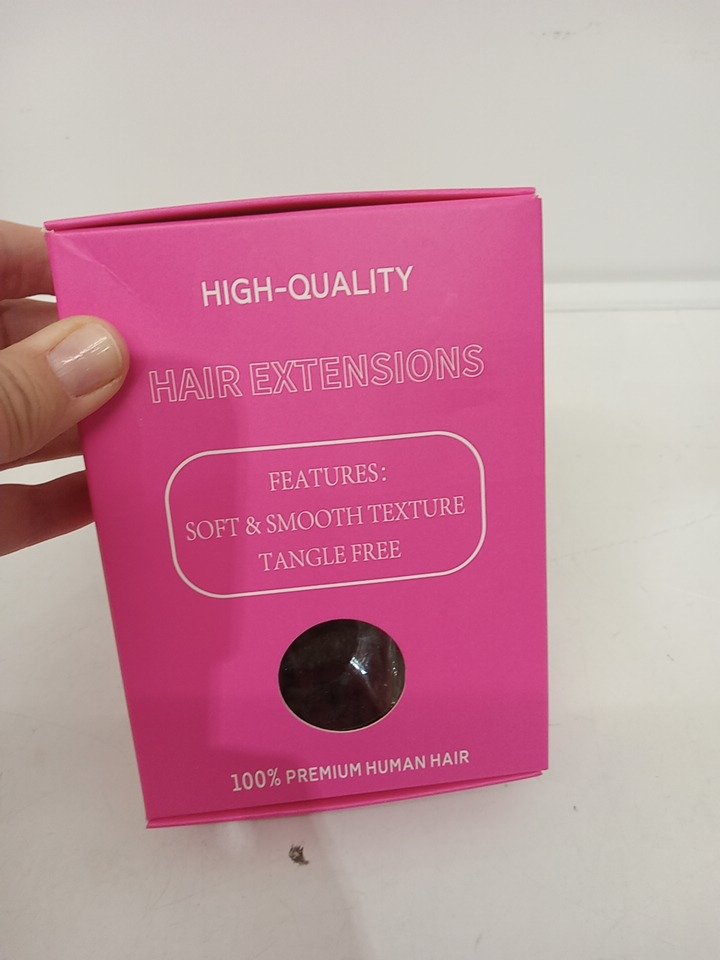 HIGH-QUALITY
HAIR EXTENSIONS
FEATURES:
SOFT & SMOOTH TEXTURE
TANGLE FREE
100% PREMIUM HUMAN HAIR